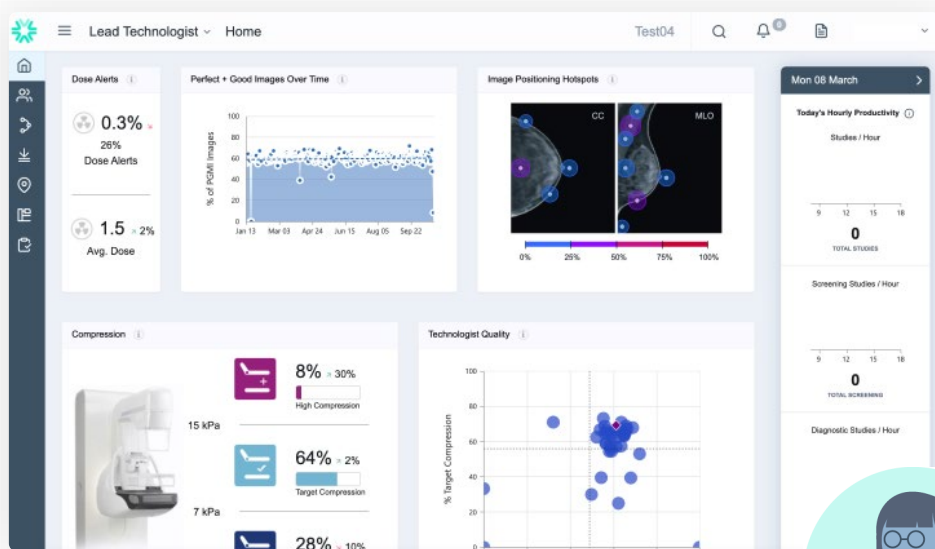 Lead Technologist Home Test04 6
Dose Alerts
0.3%
26%
Dose Alerts
1.5 2%
Avg. Dose
Perfect + Good Images Over Time
% of PGMI Images
100
80
60
40
20
0
Jan 13 Mar 03 Apr 24 Jun 15 Aug 05 Sep 22
Image Positioning Hotspots
CC MLO
0% 25% 50% 75% 100%
Mon 08 March
Today's Hourly Productivity
Studies / Hour
9 12 15 18
0
TOTAL STUDIES
Screening Studies / Hour
9 12 15 18
0
TOTAL SCREENING
Diagnostic Studies / Hour
Compression
15 kPa
7 kPa
8% 30%
High Compression
64% 2%
Target Compression
28% 10%
Technologist Quality
% Target Compression
100
80
60
40
20
0